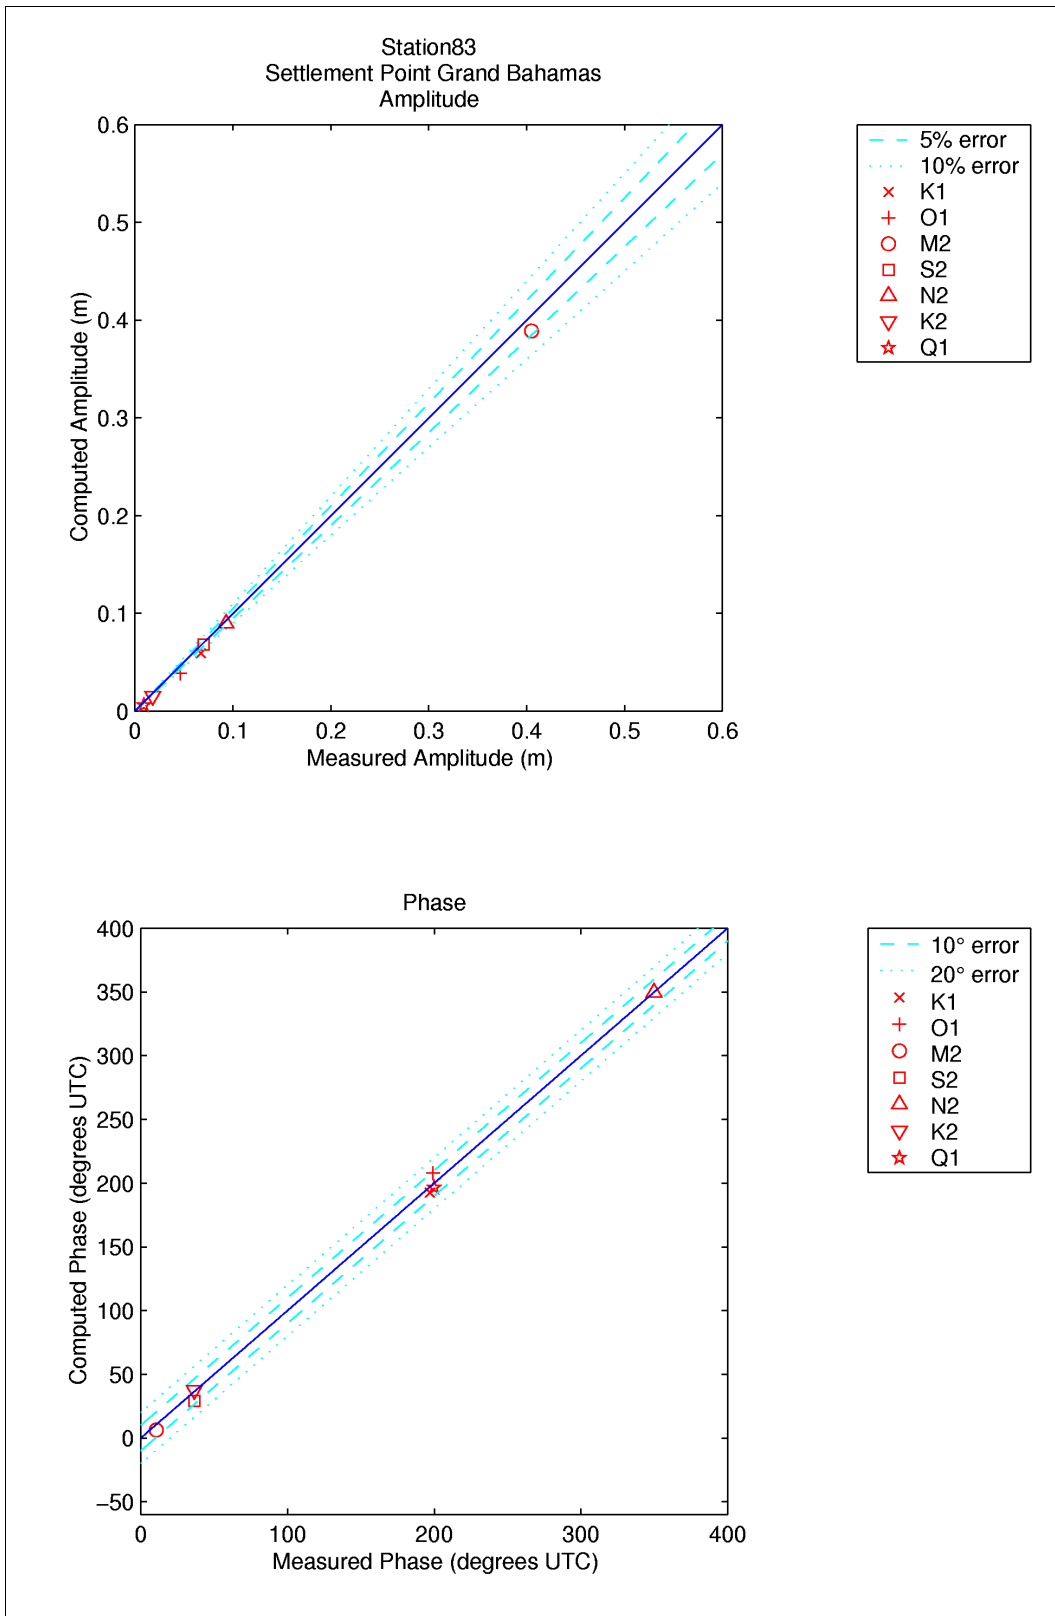 Station83
Settlement Point Grand Bahamas
Amplitude
0.6
0.5
0.4
0.3
0.2
0.1
0
Computed Amplitude (m)
0 0.1 0.2 0.3 0.4 0.5 0.6
Measured Amplitude (m)
5% error
10% error
K1
O1
M2
S2
N2
K2
Q1
Phase
400
350
300
250
200
150
100
50
0
−50
Computed Phase (degrees UTC)
0 100 200 300 400
Measured Phase (degrees UTC)
10° error
20° error
K1
O1
M2
S2
N2
K2
Q1